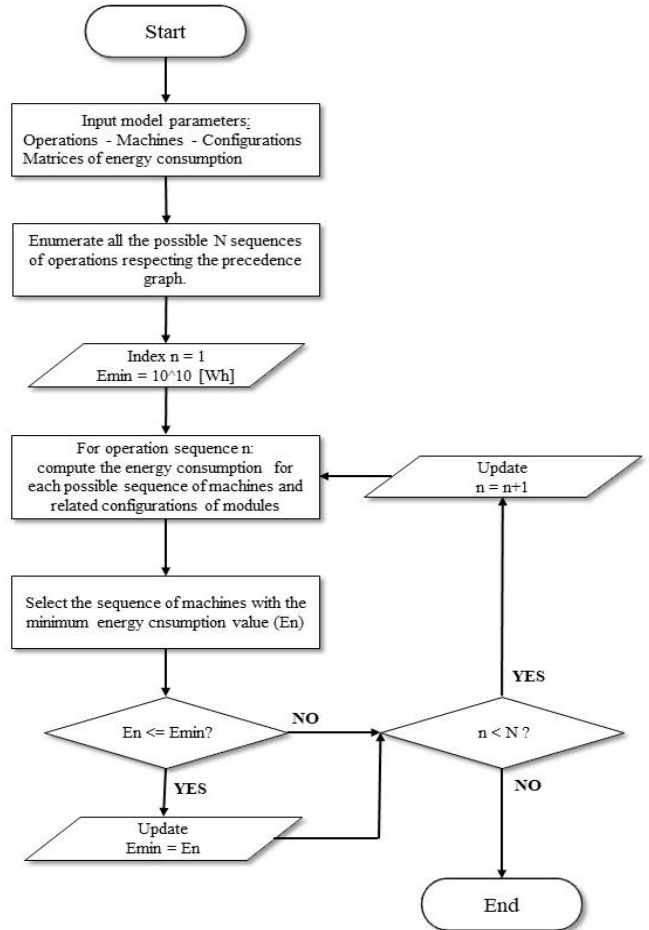 Start
Input model parameters:
Operations - Machines - Configurations
Matrices of energy consumption
Enumerate all the possible N sequences
of operations respecting the precedence
graph.
Index n = 1
Emin = 10^10 [Wh]
For operation sequence n:
compute the energy consumption for
each possible sequence of machines and
related configurations of modules
Update
n = n+1
Select the sequence of machines with the
minimum energy cnsumption value (En)
YES
En <= Emin?
NO
n < N ?
YES
NO
Update
Emin = En
End